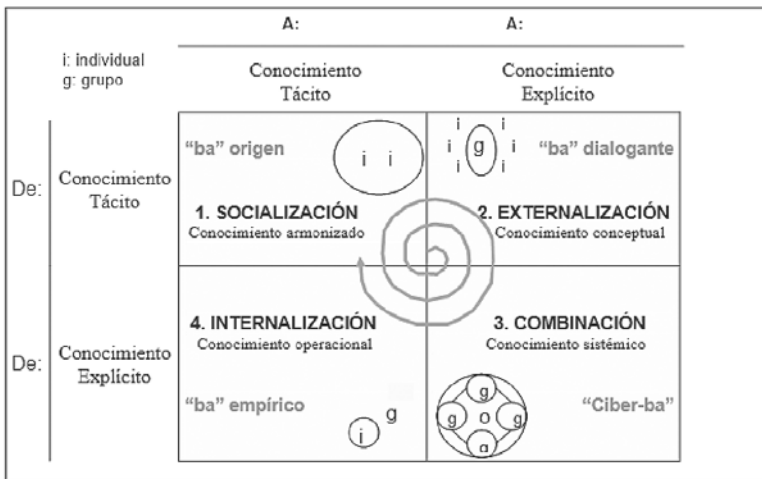 A:
A:
i: individual
g: grupo
Conocimiento
Tácito
Conocimiento
Explícito
De:
Conocimiento
Tácito
“ba” origen
i i
1. SOCIALIZACIÓN
Conocimiento armonizado
i i
i g i
i i
“ba” dialogante
2. EXTERNALIZACIÓN
Conocimiento conceptual
De:
Conocimiento
Explícito
4. INTERNALIZACIÓN
Conocimiento operacional
“ba” empírico
g
i
3. COMBINACIÓN
Conocimiento sistémico
g
g o g
g
“Ciber-ba”